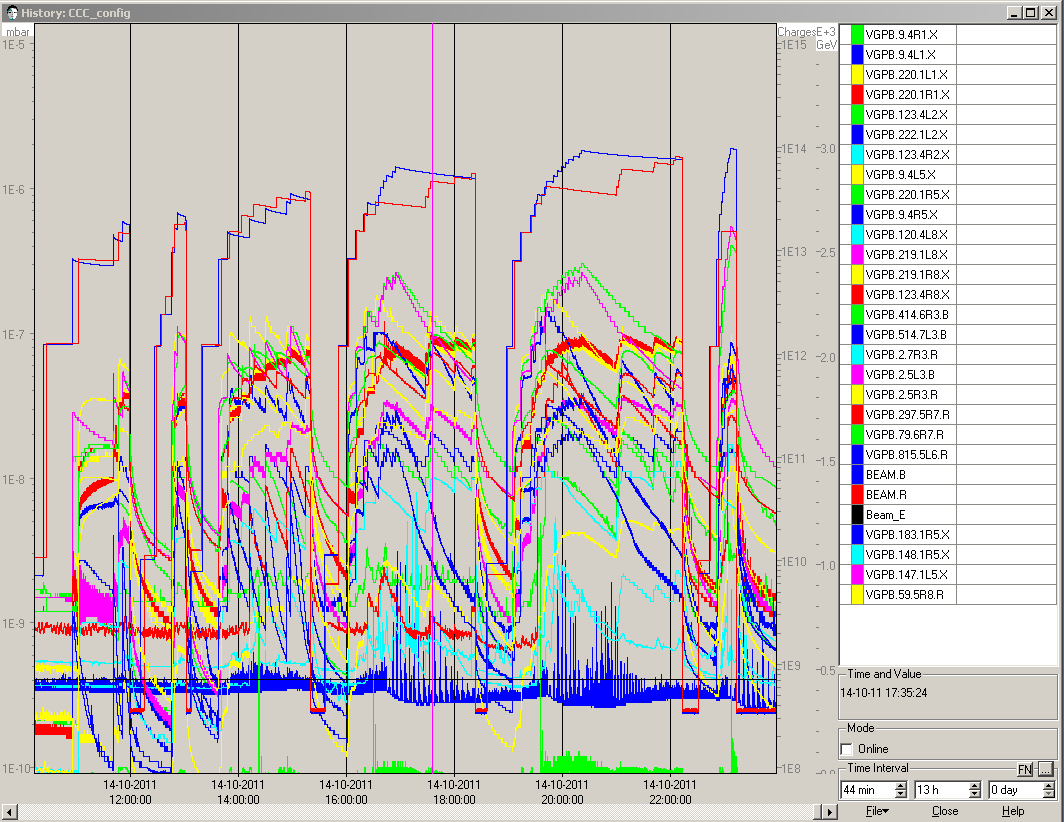 History: CCC_config
mbar
ChargesE+3
GeV
1E-5
1E-6
1E-7
1E-8
1E-9
1E-10
1E15
1E14
1E13
1E12
1E11
1E10
1E9
1E8
3.0
2.5
2.0
1.5
1.0
0.5
0.0
14-10-2011 14-10-2011 14-10-2011 14-10-2011 14-10-2011 14-10-2011
12:00:00 14:00:00 16:00:00 18:00:00 20:00:00 22:00:00
VGPB.9.4R1.X
VGPB.9.4L1.X
VGPB.220.1L1.X
VGPB.220.1R1.X
VGPB.123.4L2.X
VGPB.222.1L2.X
VGPB.123.4R2.X
VGPB.9.4L5.X
VGPB.220.1R5.X
VGPB.9.4R5.X
VGPB.120.4L8.X
VGPB.219.1L8.X
VGPB.219.1R8.X
VGPB.123.4R8.X
VGPB.414.6R3.B
VGPB.514.7L3.B
VGPB.2.7R3.R
VGPB.2.5L3.B
VGPB.2.5R3.R
VGPB.297.5R7.R
VGPB.79.6R7.R
VGPB.815.5L6.R
BEAM.B
BEAM.R
Beam_E
VGPB.183.1R5.X
VGPB.148.1R5.X
VGPB.147.1L5.X
VGPB.59.5R8.R
Time and Value
14-10-11 17:35:24
Mode
Online
Time Interval
FN ...
44 min 13 h 0 day
File Close Help